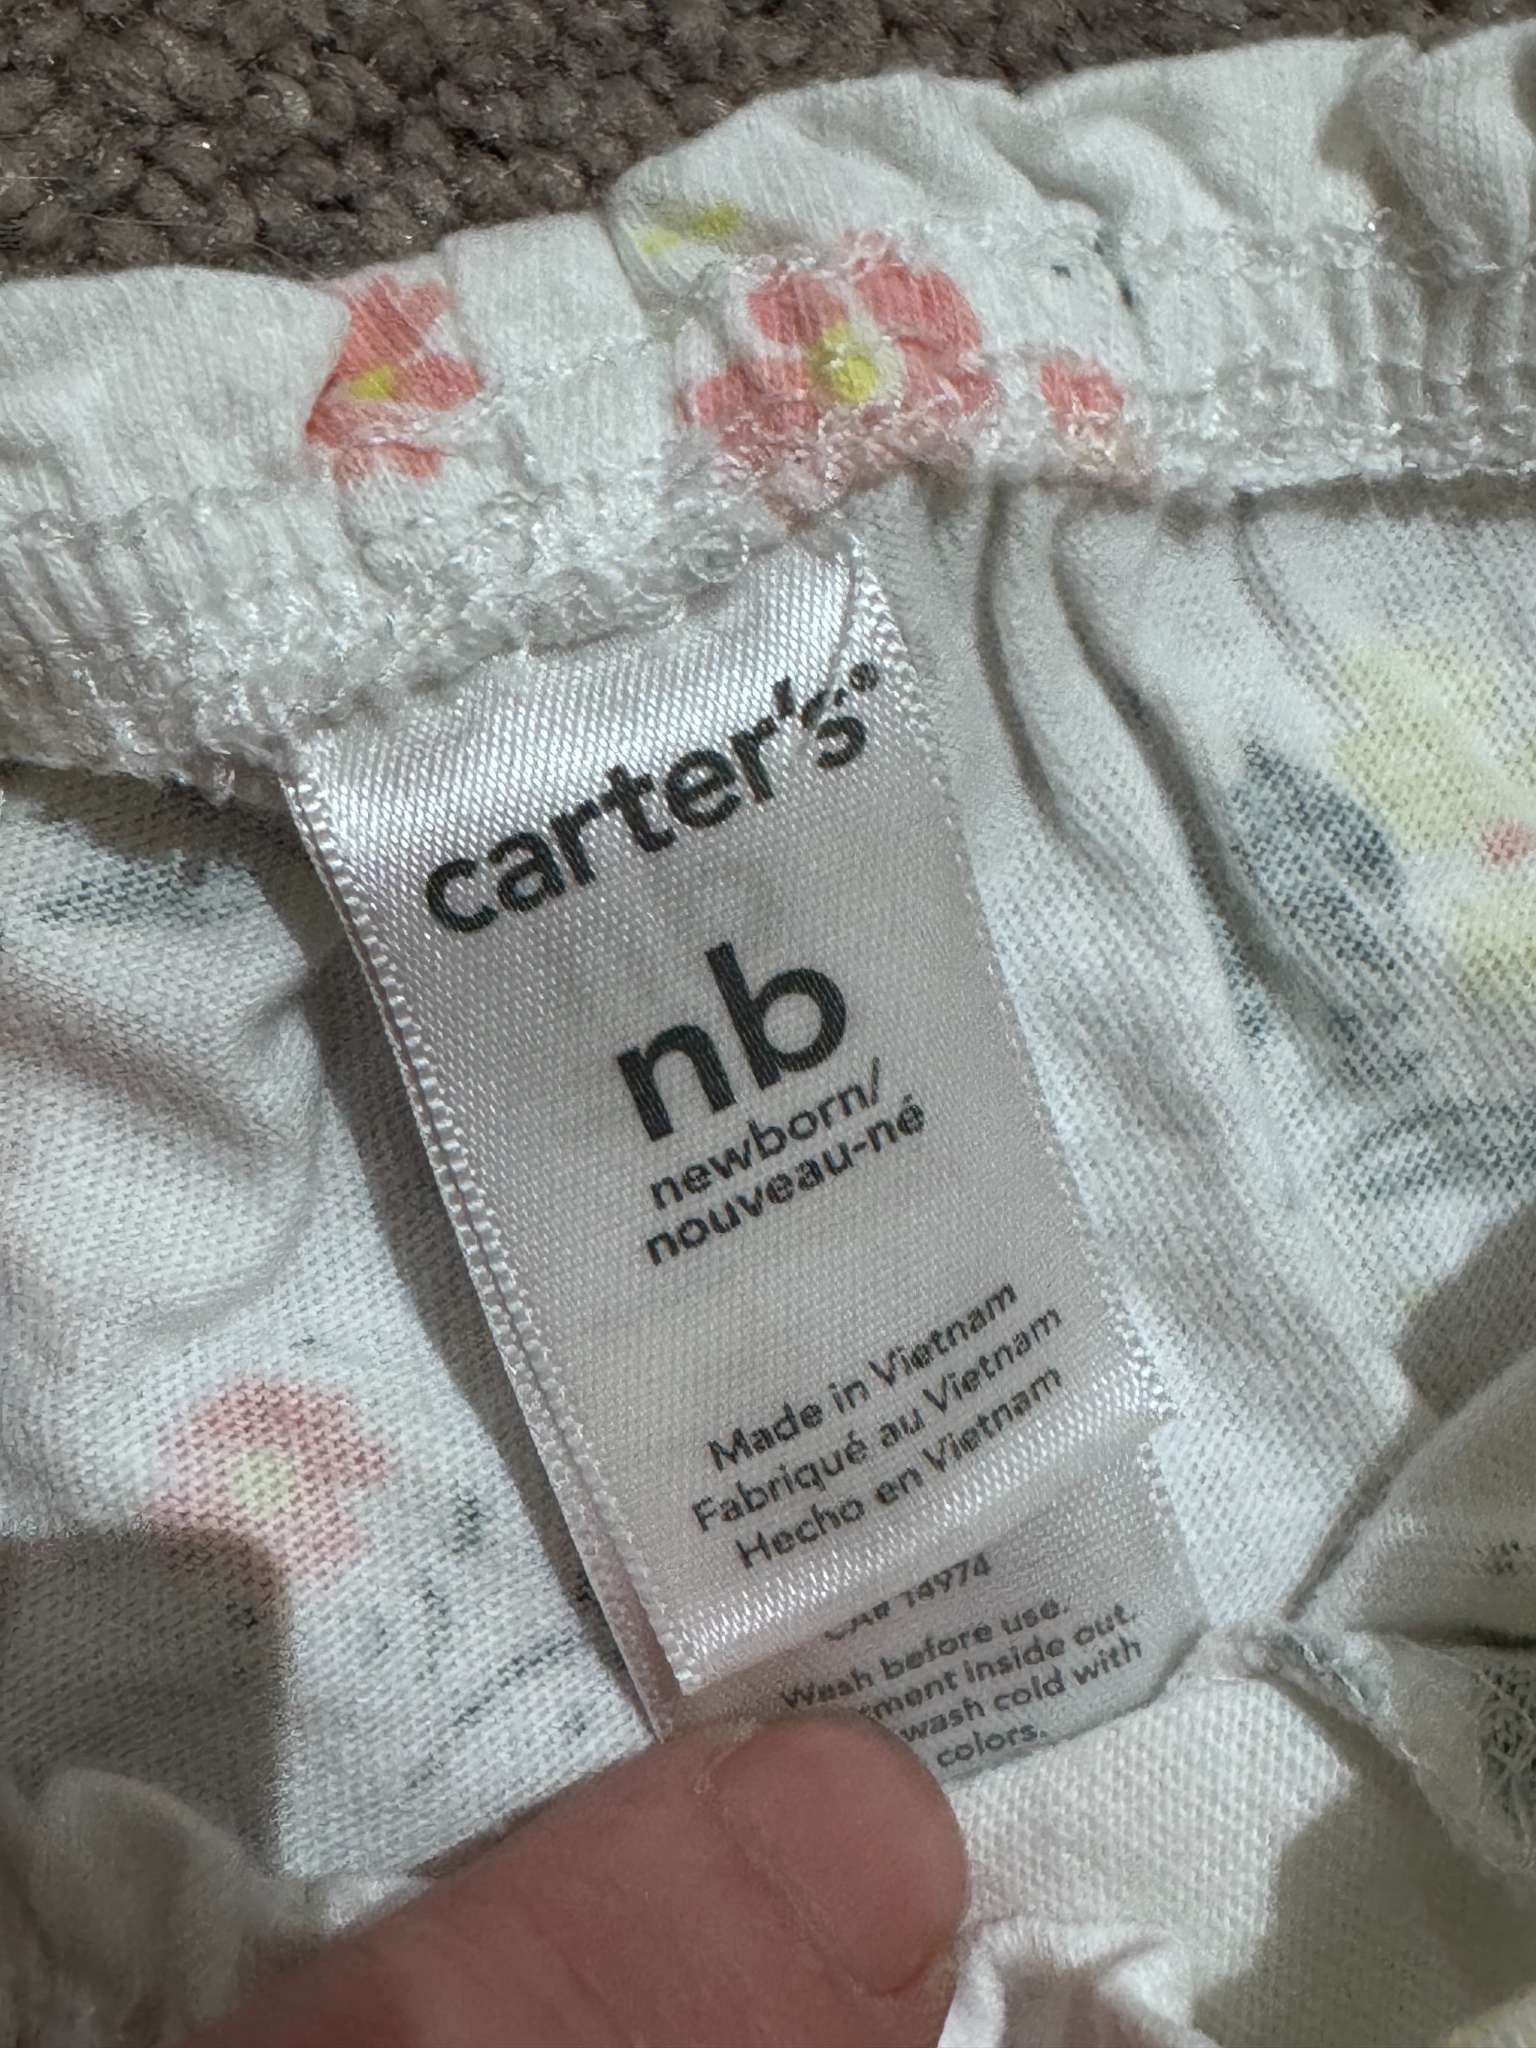 carter's®
nb
newborn/
nouveau-né
Made in Vietnam
Fabriqué au Vietnam
Hecho en Vietnam
CA# 14974
Wash before use.
inside out.
wash cold with
colors.